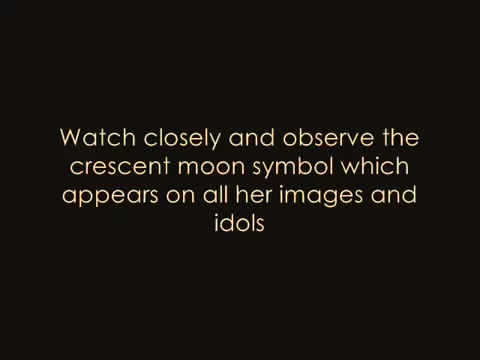 Watch closely and observe the
crescent moon symbol which
appears on all her images and
idols